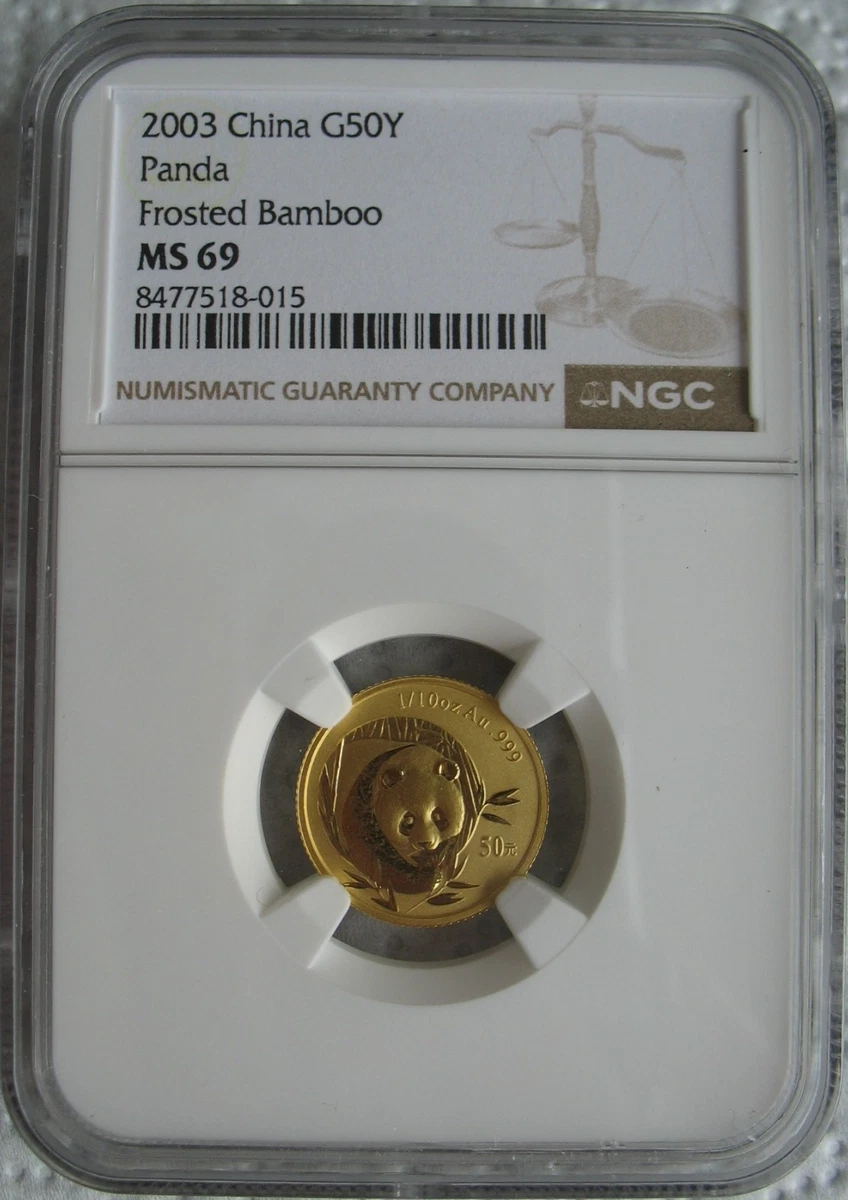 2003 China G50Y
Panda
Frosted Bamboo
MS 69
8477518-015
NUMISMATIC GUARANTY COMPANY
NGC
1/10oz Au .999
50元